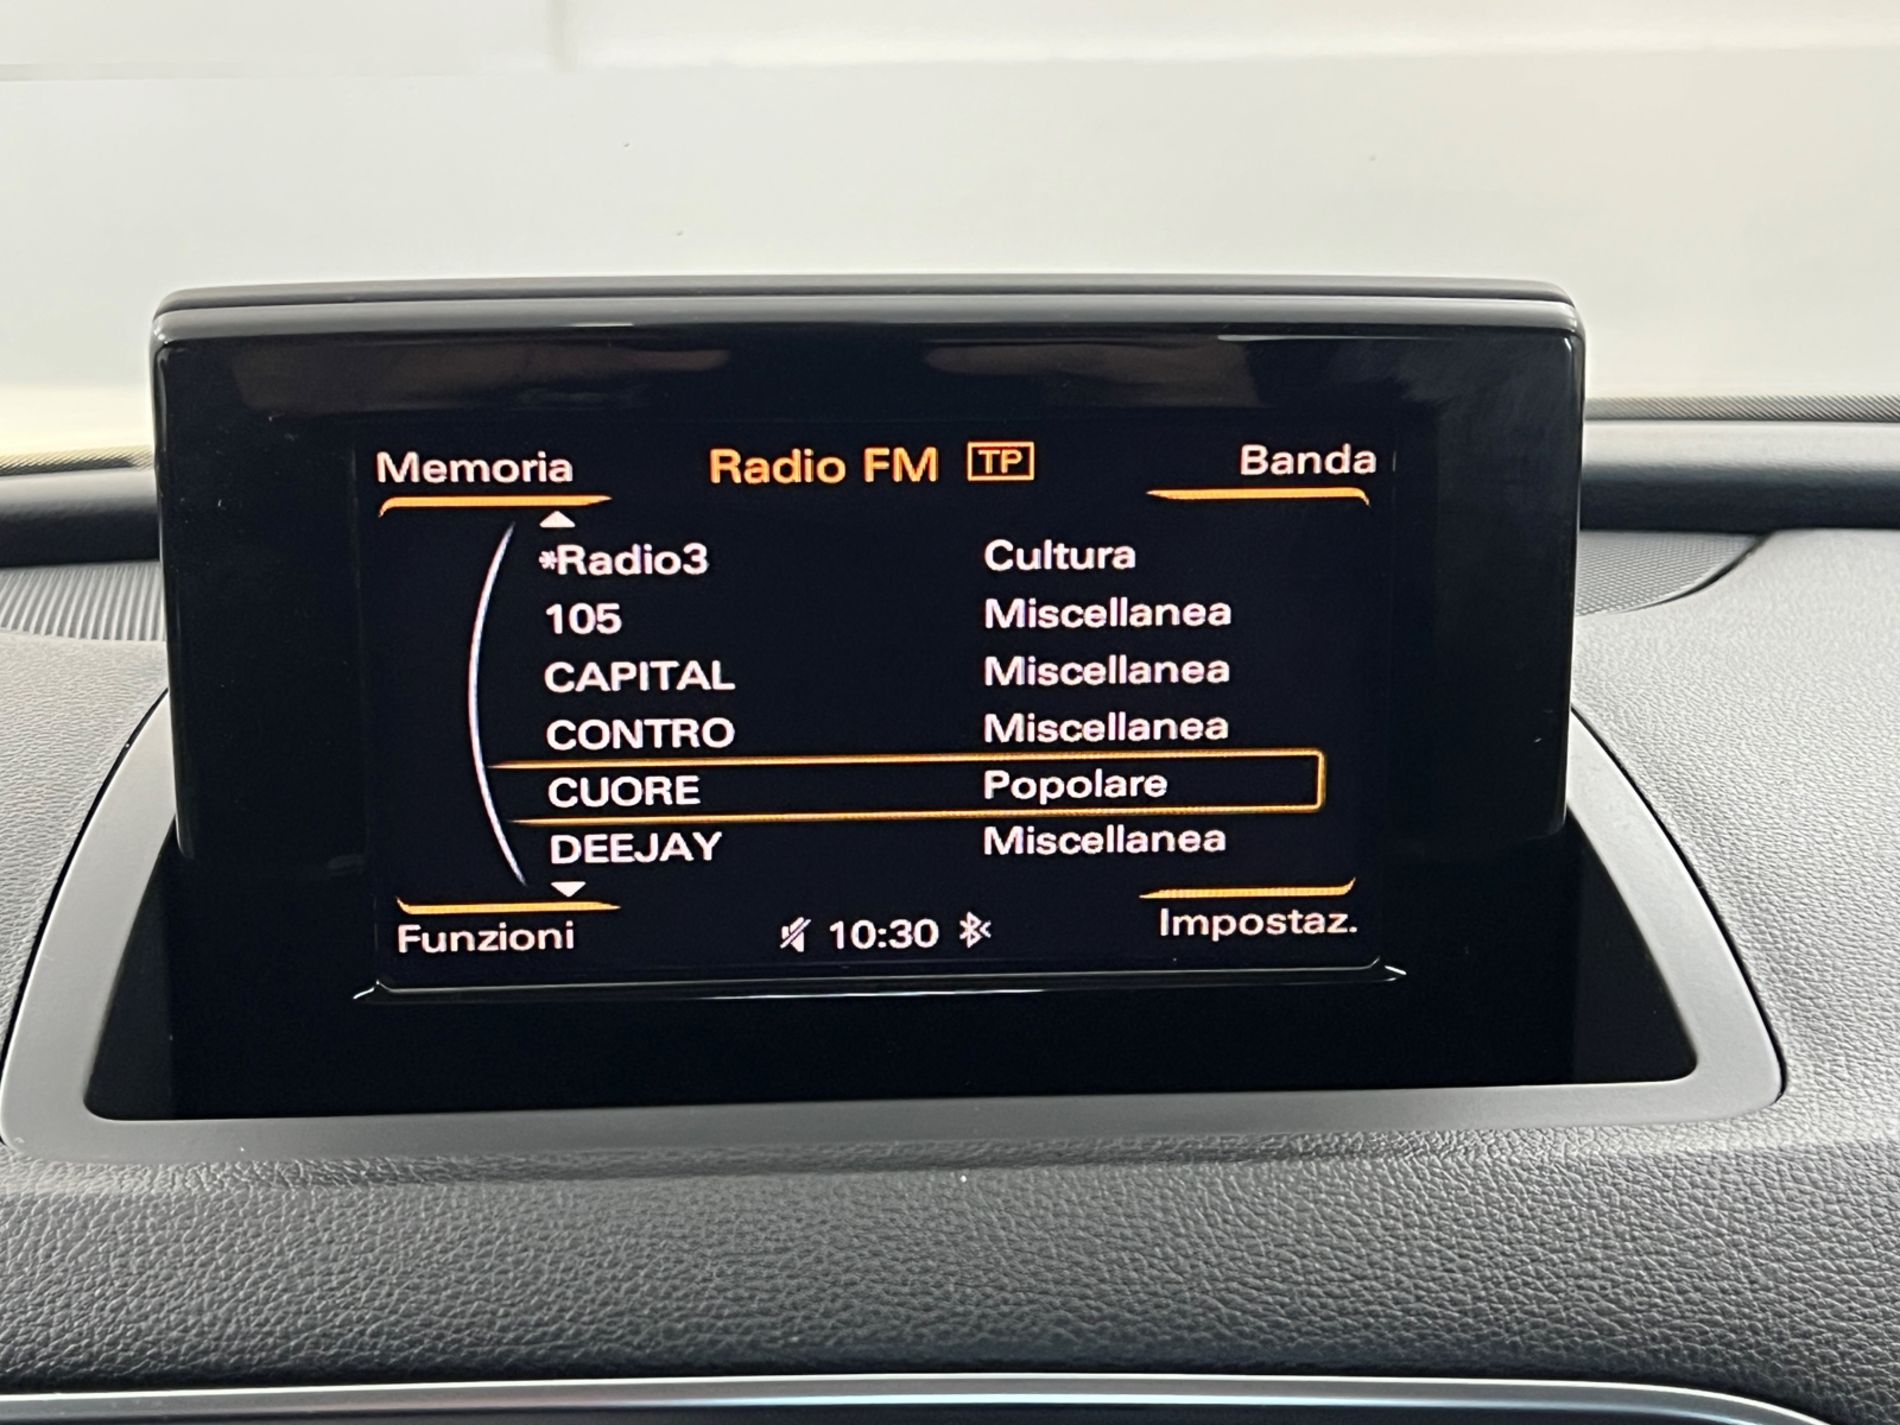 Memoria Radio FM TP Banda
*Radio3 Cultura
105 Miscellanea
CAPITAL Miscellanea
CONTRO Miscellanea
CUORE Popolare
DEEJAY Miscellanea
Funzioni 10:30 Impostaz.